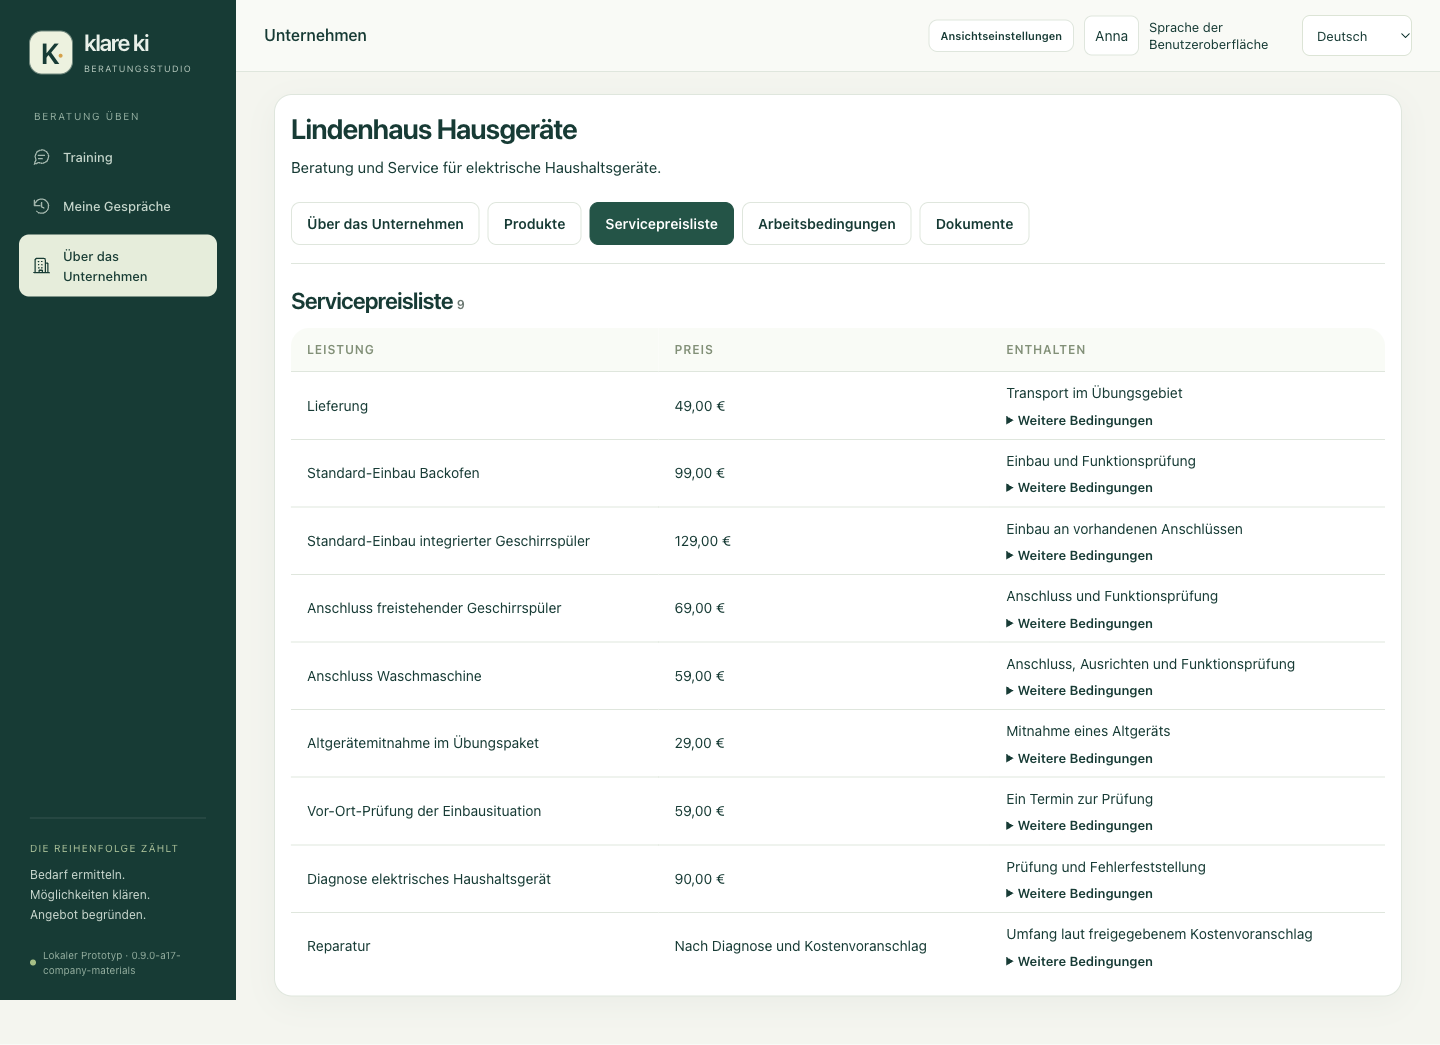 K
klare ki
BERATUNGSSTUDIO
BERATUNG ÜBEN
Training
Meine Gespräche
Über das
Unternehmen
DIE REIHENFOLGE ZÄHLT
Bedarf ermitteln.
Möglichkeiten klären.
Angebot begründen.
Lokaler Prototyp · 0.9.0-a17-
company-materials
Unternehmen
Ansichtseinstellungen
Anna
Sprache der
Benutzeroberfläche
Deutsch
Lindenhaus Hausgeräte
Beratung und Service für elektrische Haushaltsgeräte.
Über das Unternehmen
Produkte
Servicepreisliste
Arbeitsbedingungen
Dokumente
Servicepreisliste 9
LEISTUNG PREIS ENTHALTEN
Lieferung 49,00 € Transport im Übungsgebiet
Weitere Bedingungen
Standard-Einbau Backofen 99,00 € Einbau und Funktionsprüfung
Weitere Bedingungen
Standard-Einbau integrierter Geschirrspüler 129,00 € Einbau an vorhandenen Anschlüssen
Weitere Bedingungen
Anschluss freistehender Geschirrspüler 69,00 € Anschluss und Funktionsprüfung
Weitere Bedingungen
Anschluss Waschmaschine 59,00 € Anschluss, Ausrichten und Funktionsprüfung
Weitere Bedingungen
Altgerätemitnahme im Übungspaket 29,00 € Mitnahme eines Altgeräts
Weitere Bedingungen
Vor-Ort-Prüfung der Einbausituation 59,00 € Ein Termin zur Prüfung
Weitere Bedingungen
Diagnose elektrisches Haushaltsgerät 90,00 € Prüfung und Fehlerfeststellung
Weitere Bedingungen
Reparatur Nach Diagnose und Kostenvoranschlag Umfang laut freigegebenem Kostenvoranschlag
Weitere Bedingungen